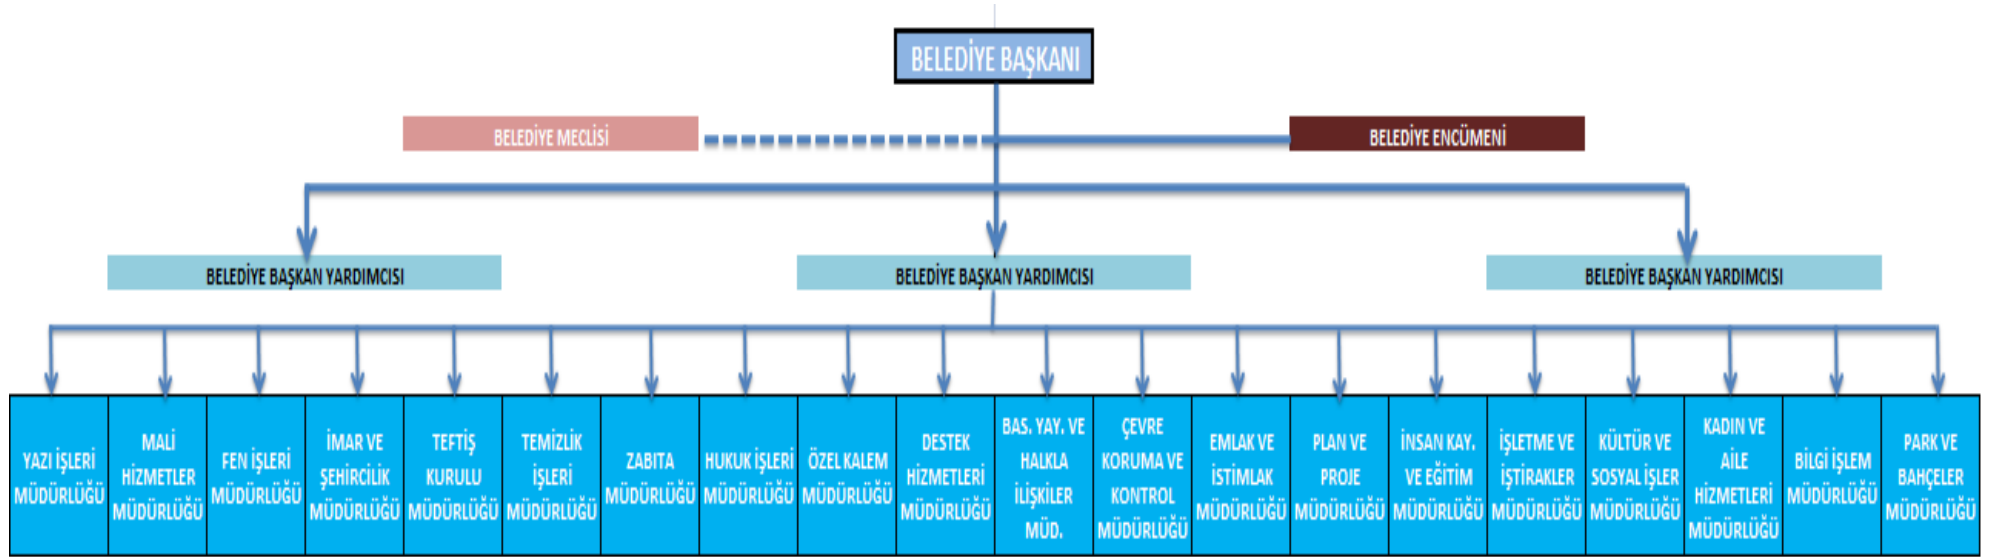 BELEDİYE BAŞKANI
BELEDİYE MECLİSİ
BELEDİYE ENCÜMENİ
BELEDİYE BAŞKAN YARDIMCISI
BELEDİYE BAŞKAN YARDIMCISI
BELEDİYE BAŞKAN YARDIMCISI
YAZI İŞLERİ
MÜDÜRLÜĞÜ
MALİ
HİZMETLER
MÜDÜRLÜĞÜ
FEN İŞLERİ
MÜDÜRLÜĞÜ
İMAR VE
ŞEHİRCİLİK
MÜDÜRLÜĞÜ
TEFTİŞ
KURULU
MÜDÜRLÜĞÜ
TEMİZLİK
İŞLERİ
MÜDÜRLÜĞÜ
ZABITA
MÜDÜRLÜĞÜ
HUKUK İŞLERİ
MÜDÜRLÜĞÜ
ÖZEL KALEM
MÜDÜRLÜĞÜ
DESTEK
HİZMETLERİ
MÜDÜRLÜĞÜ
BAS. YAY. VE
HALKLA
İLİŞKİLER
MÜD.
ÇEVRE
KORUMA VE
KONTROL
MÜDÜRLÜĞÜ
EMLAK VE
İSTİMLAK
MÜDÜRLÜĞÜ
PLAN VE
PROJE
MÜDÜRLÜĞÜ
İNSAN KAY.
VE EĞİTİM
MÜDÜRLÜĞÜ
İŞLETME VE
İŞTİRAKLER
MÜDÜRLÜĞÜ
KÜLTÜR VE
SOSYAL İŞLER
MÜDÜRLÜĞÜ
KADIN VE
AİLE
HİZMETLERİ
MÜDÜRLÜĞÜ
BİLGİ İŞLEM
MÜDÜRLÜĞÜ
PARK VE
BAHÇELER
MÜDÜRLÜĞÜ